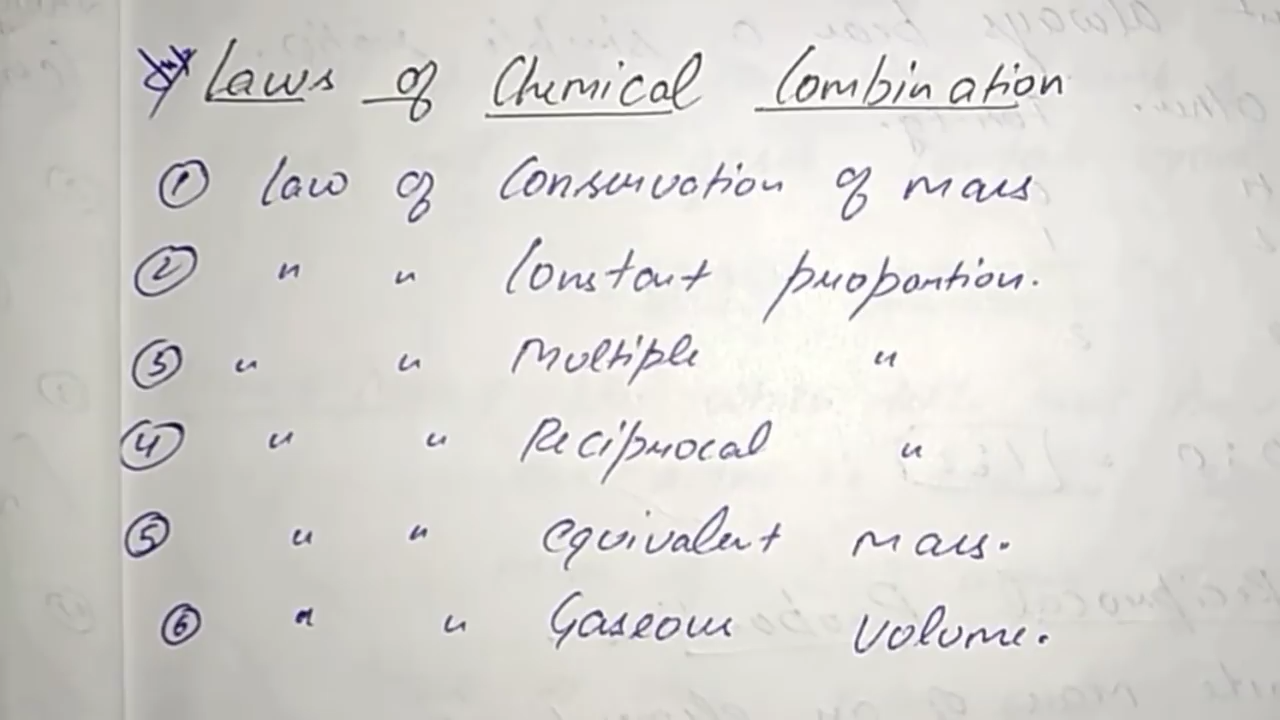 Laws of Chemical Combination
① Law of Conservation of mass
② " " Constant proportion.
③ " " Multiple "
④ " " Reciprocal "
⑤ " " equivalent mass.
⑥ " " Gaseous Volume.